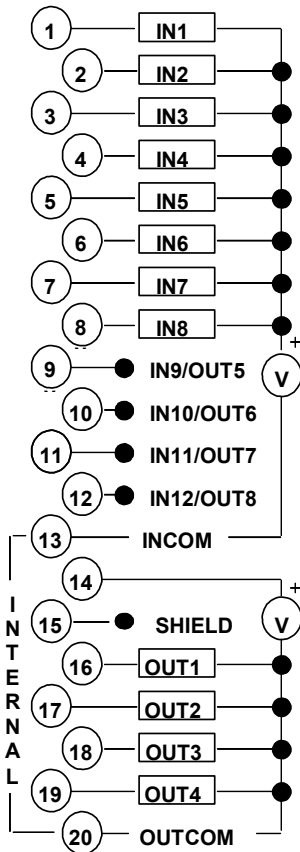 1 IN1
2 IN2
3 IN3
4 IN4
5 IN5
6 IN6
7 IN7
8 IN8
+
9 IN9/OUT5 V
10 IN10/OUT6
11 IN11/OUT7
12 IN12/OUT8
13 INCOM
14 +
15 SHIELD V
16 OUT1
17 OUT2
18 OUT3
19 OUT4
20 OUTCOM
INTERNAL